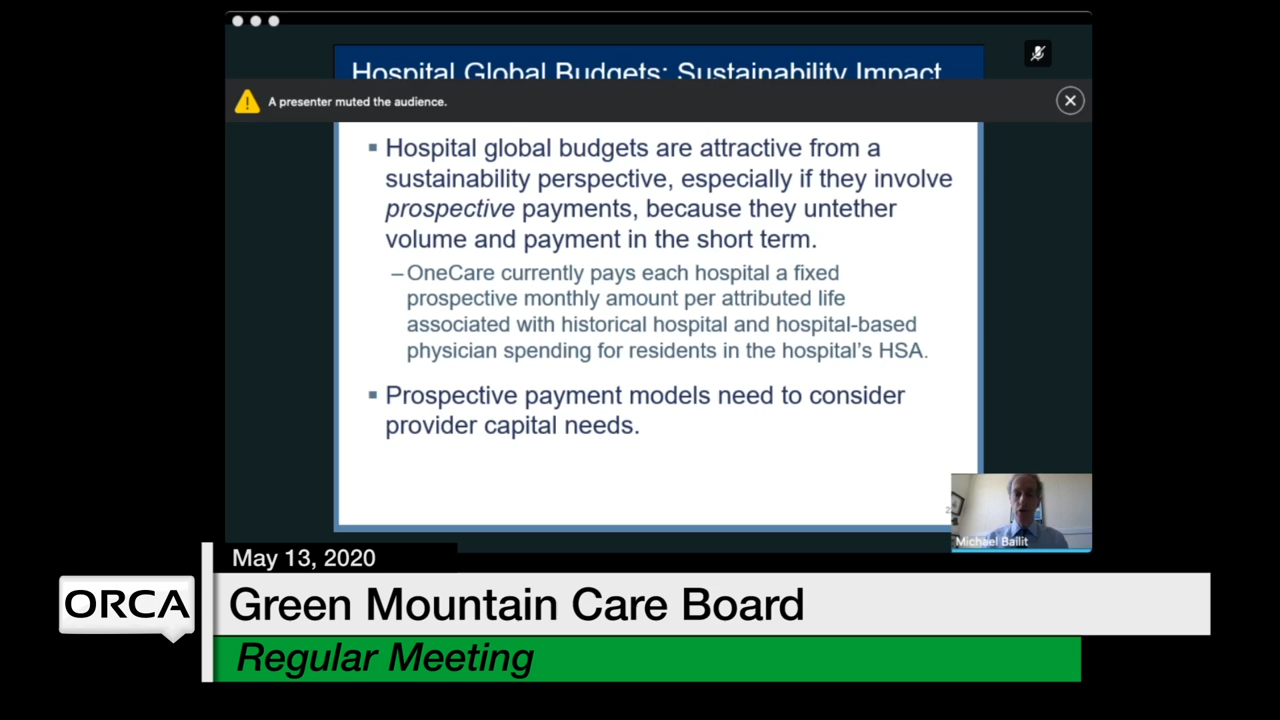 Hospital Global Budgets: Sustainability Impact
A presenter muted the audience.
▪ Hospital global budgets are attractive from a
sustainability perspective, especially if they involve
prospective payments, because they untether
volume and payment in the short term.
–OneCare currently pays each hospital a fixed
prospective monthly amount per attributed life
associated with historical hospital and hospital-based
physician spending for residents in the hospital’s HSA.
▪ Prospective payment models need to consider
provider capital needs.
Michael Bailit
May 13, 2020
ORCA
Green Mountain Care Board
Regular Meeting